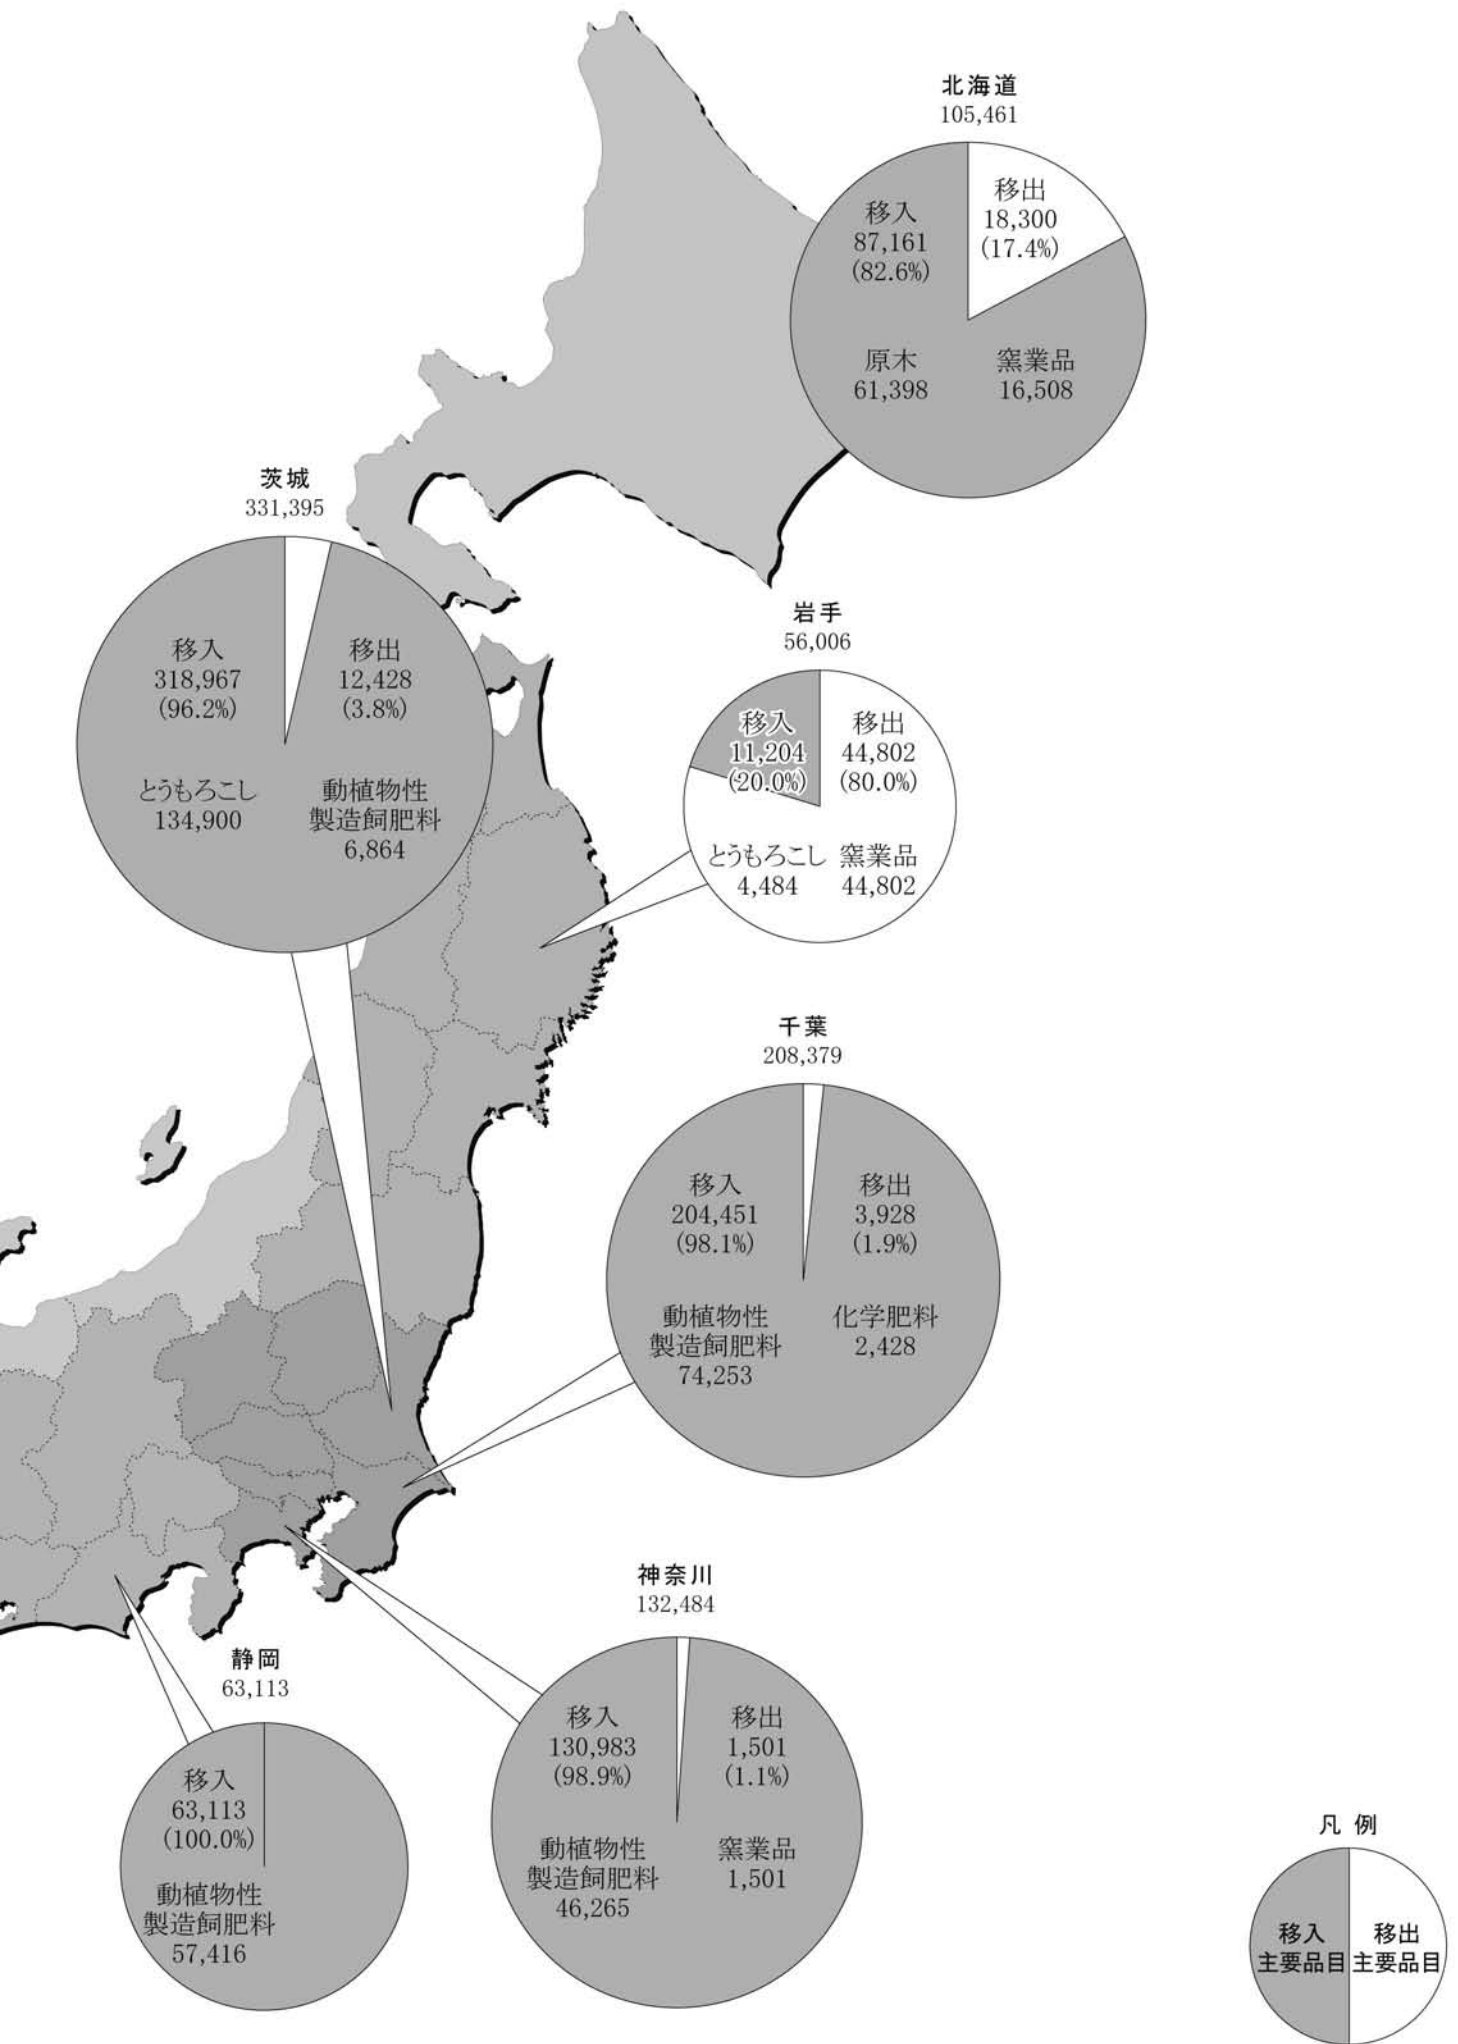 北海道
105,461
移入
87,161
(82.6%)
移出
18,300
(17.4%)
原木
61,398
窯業品
16,508
茨城
331,395
移入
318,967
(96.2%)
移出
12,428
(3.8%)
とうもろこし
134,900
動植物性
製造飼肥料
6,864
岩手
56,006
移入
11,204
(20.0%)
移出
44,802
(80.0%)
とうもろこし
4,484
窯業品
44,802
千葉
208,379
移入
204,451
(98.1%)
移出
3,928
(1.9%)
動植物性
製造飼肥料
74,253
化学肥料
2,428
神奈川
132,484
移入
130,983
(98.9%)
移出
1,501
(1.1%)
動植物性
製造飼肥料
46,265
窯業品
1,501
静岡
63,113
移入
63,113
(100.0%)
動植物性
製造飼肥料
57,416
凡 例
移入
主要品目
移出
主要品目